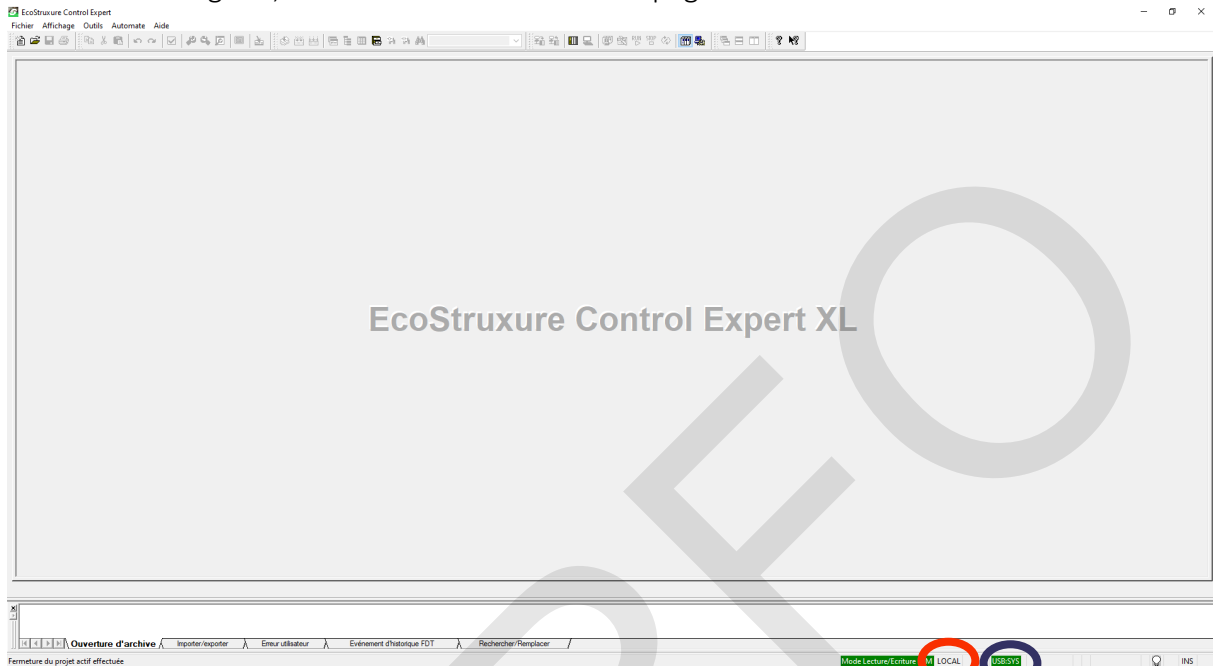 EcoStruxure Control Expert
Fichier Affichage Outils Automate Aide
EcoStruxure Control Expert XL
Ouverture d'archive Importer/exporter Erreur utilisateur Evénement d'historique FDT Rechercher/Remplacer
Fermeture du projet actif effectuée Mode Lecture/Ecriture M LOCAL USB:SYS INS